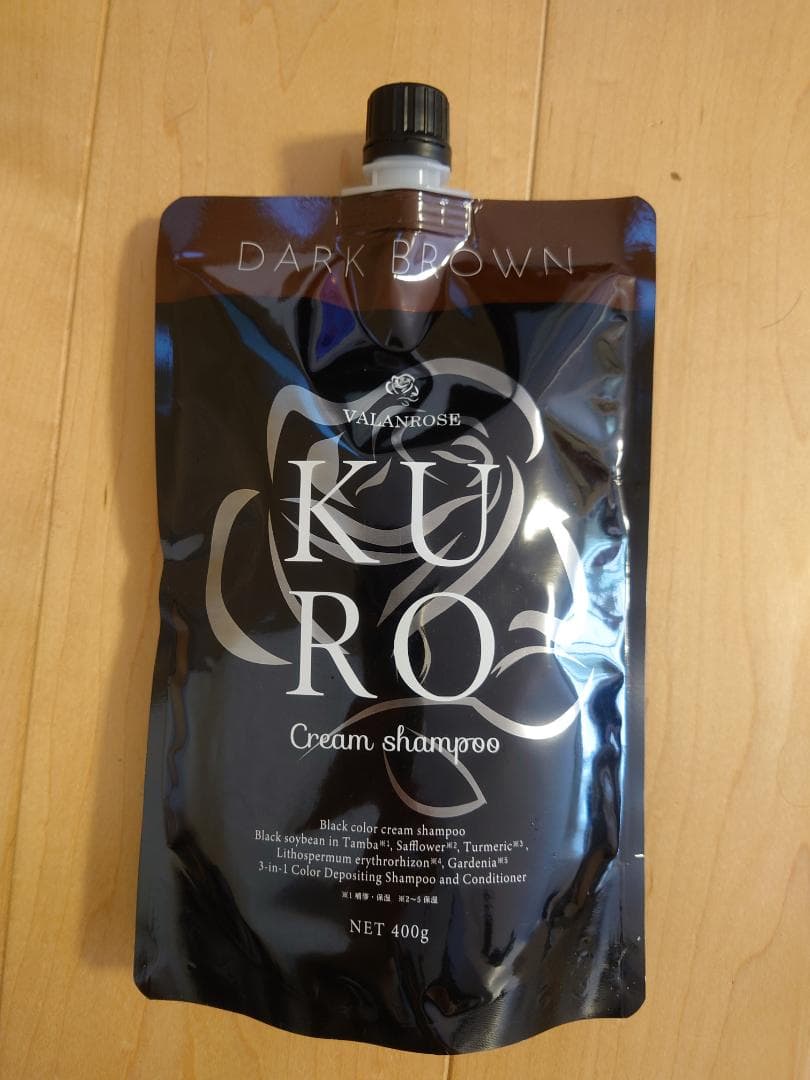 DARK BROWN
VALANROSE
KU
RO
Cream shampoo
Black color cream shampoo
Black soybean in Tamba※1, Safflower※2, Turmeric※3,
Lithospermum erythrorhizon※4, Gardenia※5
3-in-1 Color Depositing Shampoo and Conditioner
※1 補修・保湿 ※2～5 保湿
NET 400g